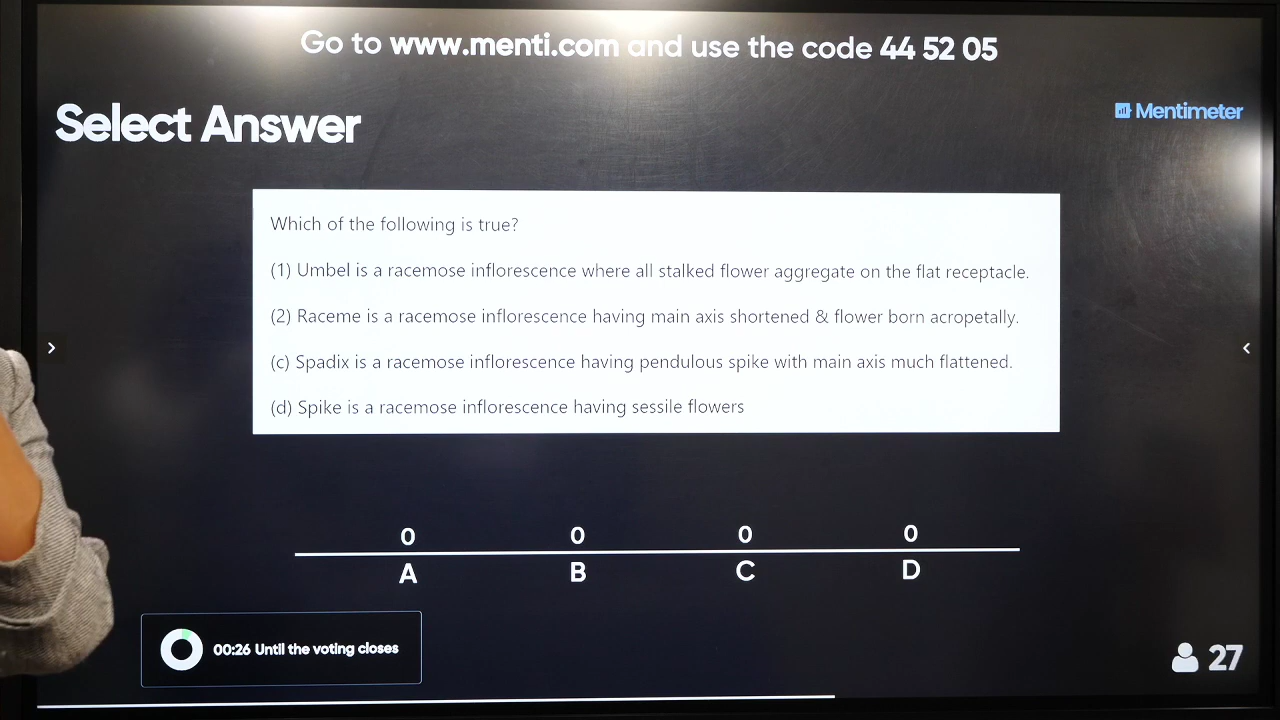 Go to www.menti.com and use the code 44 52 05
Select Answer
Mentimeter
Which of the following is true?
(1) Umbel is a racemose inflorescence where all stalked flower aggregate on the flat receptacle.
(2) Raceme is a racemose inflorescence having main axis shortened & flower born acropetally.
(c) Spadix is a racemose inflorescence having pendulous spike with main axis much flattened.
(d) Spike is a racemose inflorescence having sessile flowers
0 0 0 0
A B C D
00:26 Until the voting closes
27